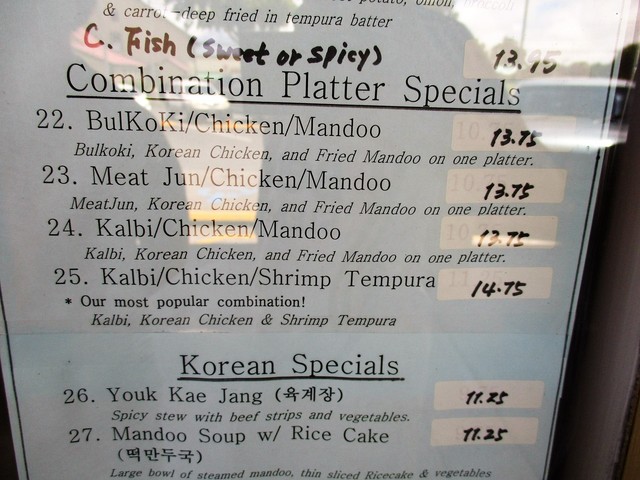 potato, onion, broccoli
& carrot-deep fried in tempura batter
C. Fish (sweet or spicy) 13.95
Combination Platter Specials
22. BulKoKi/Chicken/Mandoo 13.75
Bulkoki, Korean Chicken, and Fried Mandoo on one platter.
23. Meat Jun/Chicken/Mandoo 13.75
MeatJun, Korean Chicken, and Fried Mandoo on one platter.
24. Kalbi/Chicken/Mandoo 13.75
Kalbi, Korean Chicken, and Fried Mandoo on one platter.
25. Kalbi/Chicken/Shrimp Tempura 14.75
* Our most popular combination!
Kalbi, Korean Chicken & Shrimp Tempura
Korean Specials
26. Youk Kae Jang (육계장) 11.25
Spicy stew with beef strips and vegetables.
27. Mandoo Soup w/ Rice Cake 11.25
(떡만두국)
Large bowl of steamed mandoo, thin sliced Ricecake & vegetables